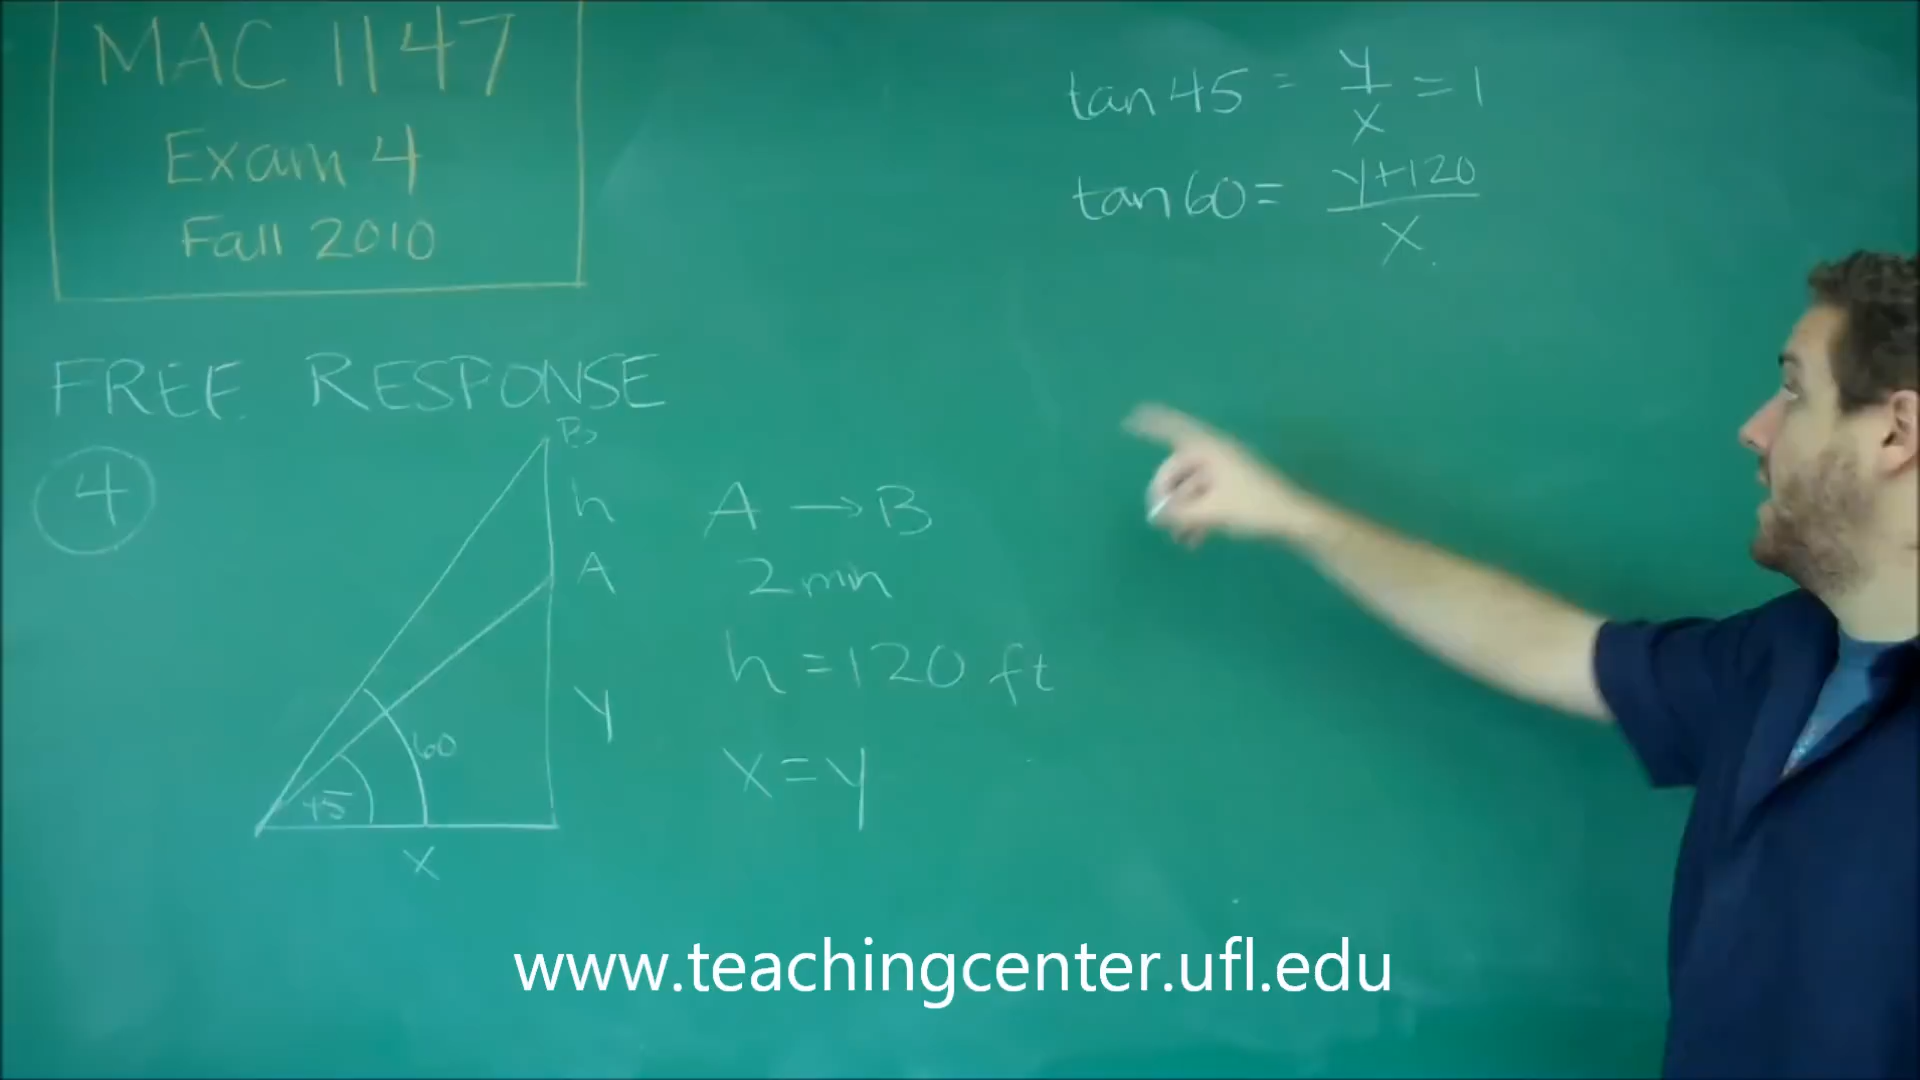 MAC 1147
Exam 4
Fall 2010
FREE RESPONSE
4
B
h
A
y
60
45
x
A → B
2 min
h = 120 ft
x = y
tan 45 = y/x = 1
tan 60 = y+120/x
www.teachingcenter.ufl.edu